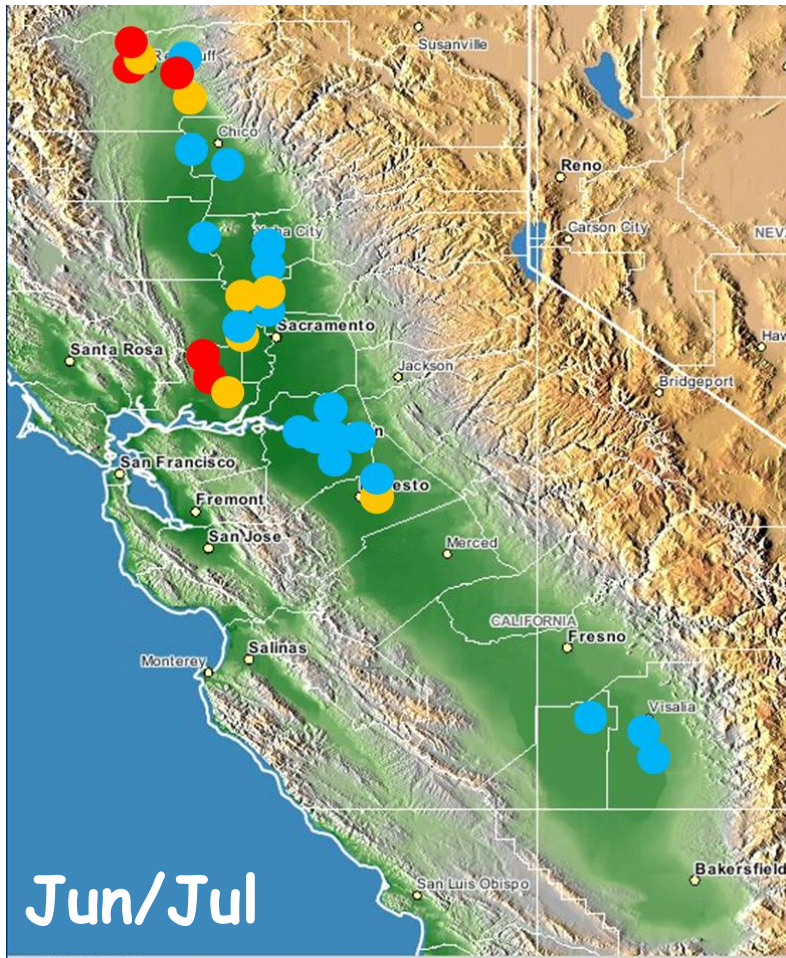 Susanville
Chico
Reno
Carson City
Sacramento
Santa Rosa
Jackson
Bridgeport
San Francisco
Fremont
San Jose
Merced
CALIFORNIA
Fresno
Salinas
Monterey
Visalia
Bakersfield
San Luis Obispo
Jun/Jul